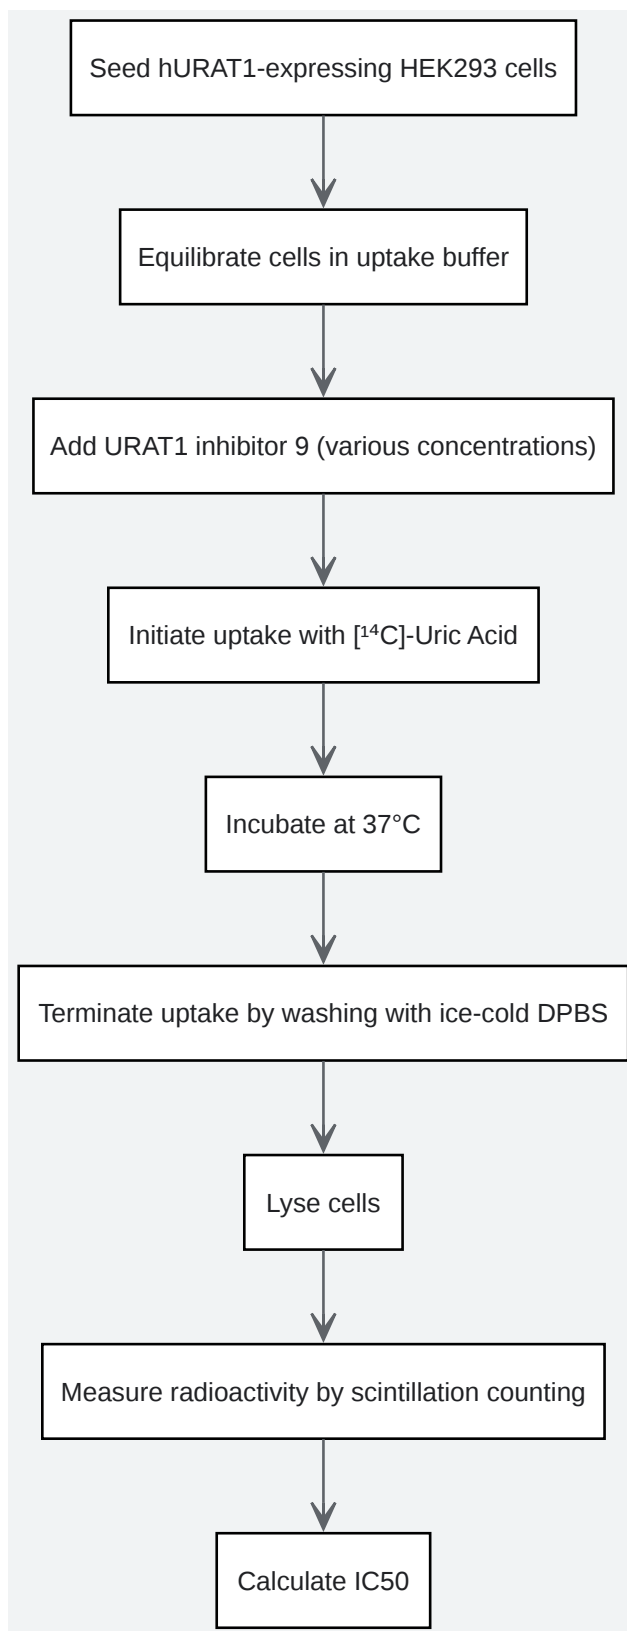 Seed hURAT1-expressing HEK293 cells
Equilibrate cells in uptake buffer
Add URAT1 inhibitor 9 (various concentrations)
Initiate uptake with [¹⁴C]-Uric Acid
Incubate at 37°C
Terminate uptake by washing with ice-cold DPBS
Lyse cells
Measure radioactivity by scintillation counting
Calculate IC50